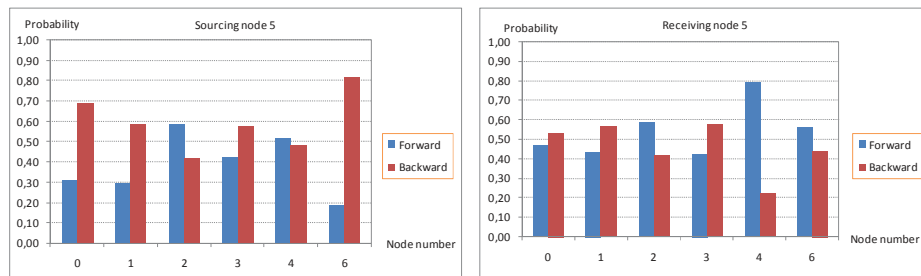 Probability
Sourcing node 5
1,00
0,90
0,80
0,70
0,60
0,50
0,40
0,30
0,20
0,10
0,00
0 1 2 3 4 6
Node number
Forward
Backward
Probability
Receiving node 5
1,00
0,90
0,80
0,70
0,60
0,50
0,40
0,30
0,20
0,10
0,00
0 1 2 3 4 6
Node number
Forward
Backward